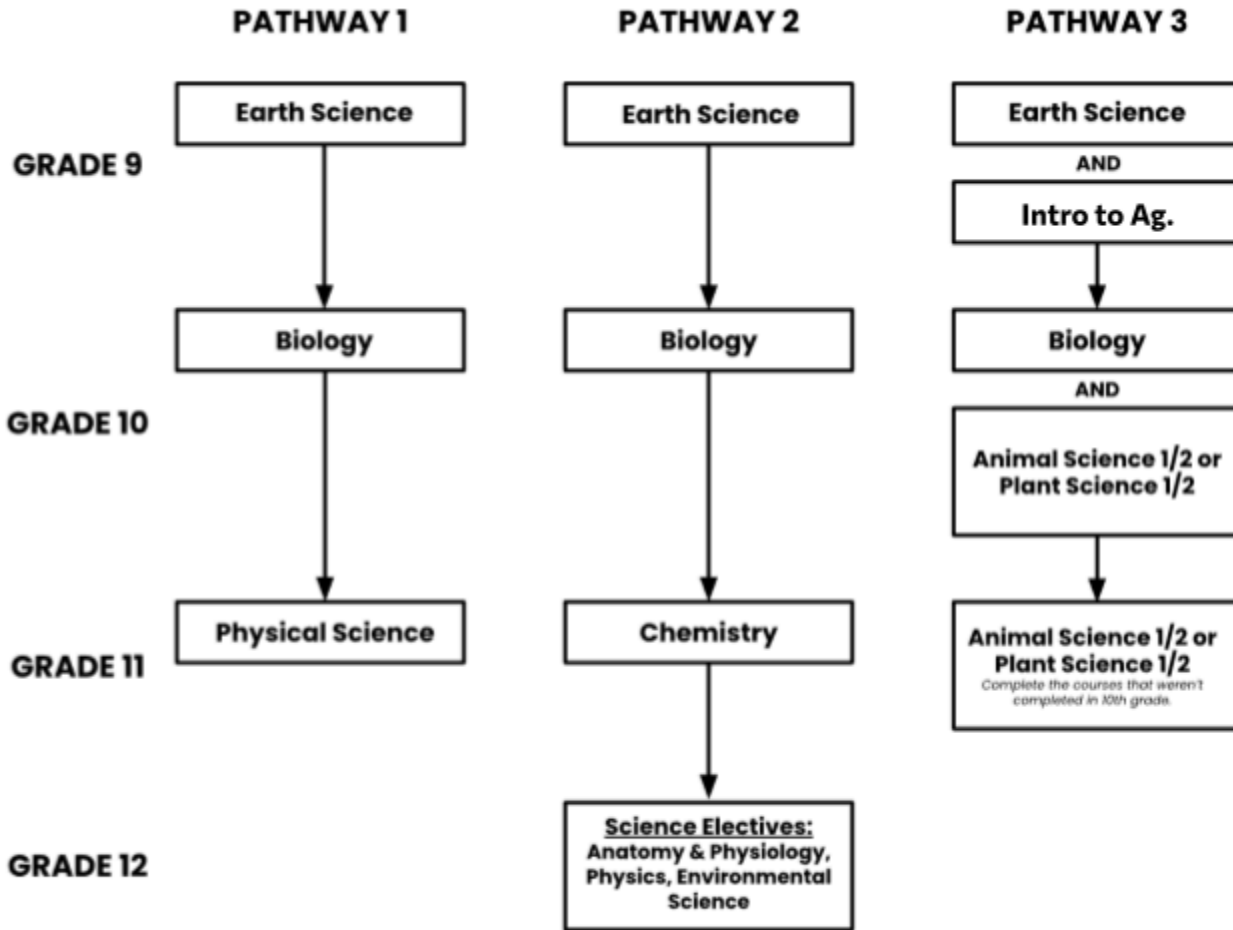 PATHWAY 1
PATHWAY 2
PATHWAY 3
GRADE 9
Earth Science
Earth Science
Earth Science
AND
Intro to Ag.
GRADE 10
Biology
Biology
Biology
AND
Animal Science 1/2 or
Plant Science 1/2
GRADE 11
Physical Science
Chemistry
Animal Science 1/2 or
Plant Science 1/2
Complete the courses that weren't
completed in 10th grade.
GRADE 12
Science Electives:
Anatomy & Physiology,
Physics, Environmental
Science